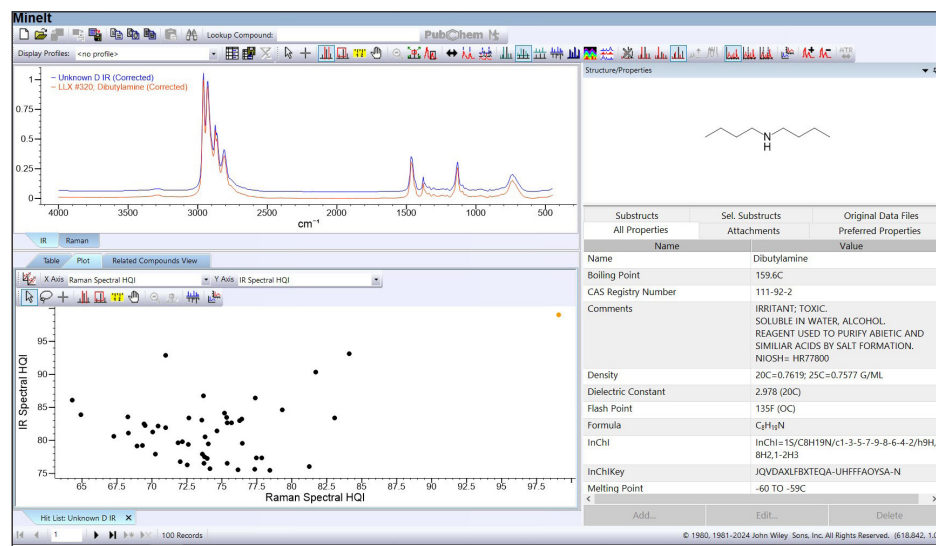 MineIt
Lookup Compound:
PubChem
Display Profiles: <no profile>
ATR
Structure/Properties
Unknown D IR (Corrected)
LLX #320; Dibutylamine (Corrected)
1
0.75
0.5
0.25
0
4000 3500 3000 2500 2000 1500 1000 500
cm⁻¹
N
H
IR Raman
Table Plot Related Compounds View
X Axis Raman Spectral HQI Y Axis IR Spectral HQI
95
90
85
80
75
IR Spectral HQI
65 67.5 70 72.5 75 77.5 80 82.5 85 87.5 90 92.5 95 97.5
Raman Spectral HQI
Substructs Sel. Substructs Original Data Files
All Properties Attachments Preferred Properties
Name Value
Name Dibutylamine
Boiling Point 159.6C
CAS Registry Number 111-92-2
Comments IRRITANT; TOXIC.
SOLUBLE IN WATER, ALCOHOL.
REAGENT USED TO PURIFY ABIETIC AND
SIMILIAR ACIDS BY SALT FORMATION.
NIOSH= HR77800
Density 20C=0.7619; 25C=0.7577 G/ML
Dielectric Constant 2.978 (20C)
Flash Point 135F (OC)
Formula C₈H₁₉N
InChI InChI=1S/C8H19N/c1-3-5-7-9-8-6-4-2/h9H,
8H2,1-2H3
InChIKey JQVDAXLFBXTEQA-UHFFFAOYSA-N
Melting Point -60 TO -59C
Add... Edit... Delete
Hit List: Unknown D IR X
1 100 Records
© 1980, 1981-2024 John Wiley Sons, Inc. All Rights Reserved. (618.842, 1.0